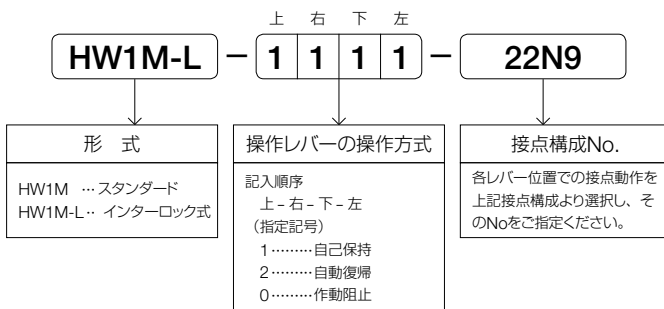 上 右 下 左
HW1M-L － 1 1 1 1 － 22N9
形　式
HW1M …スタンダード
HW1M-L‥ インターロック式
操作レバーの操作方式
記入順序
上－右－下－左
（指定記号）
1………自己保持
2………自動復帰
0………作動阻止
接点構成No.
各レバー位置での接点動作を
上記接点構成より選択し、そ
のNoをご指定ください。